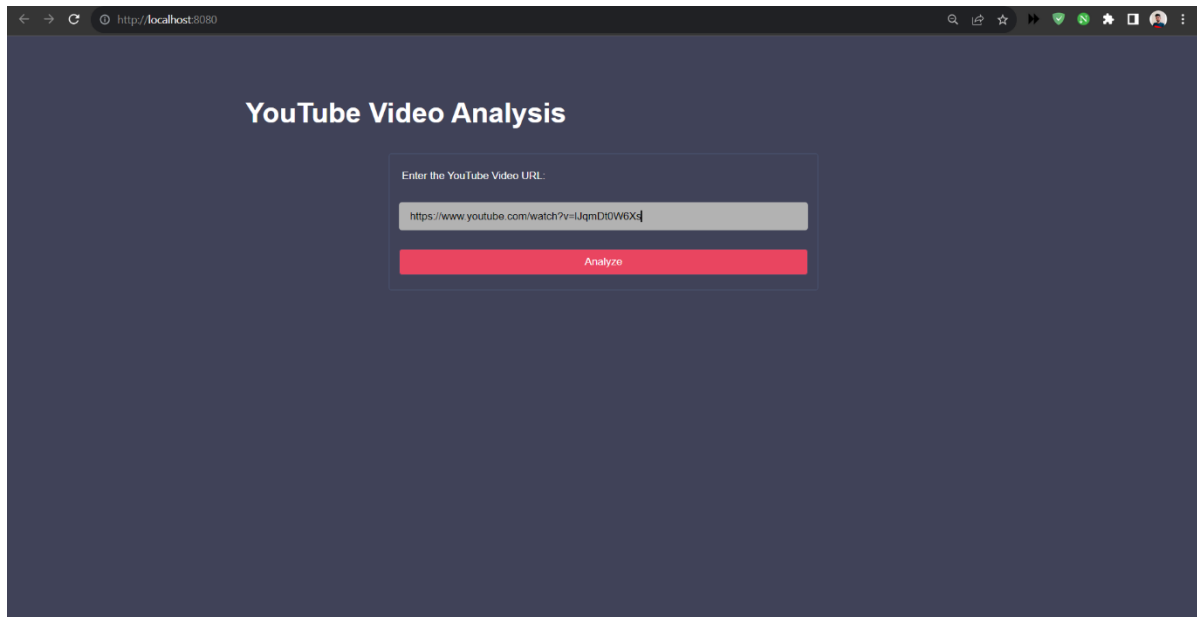 http://localhost:8080
YouTube Video Analysis
Enter the YouTube Video URL:
https://www.youtube.com/watch?v=lJqmDt0W6Xs
Analyze